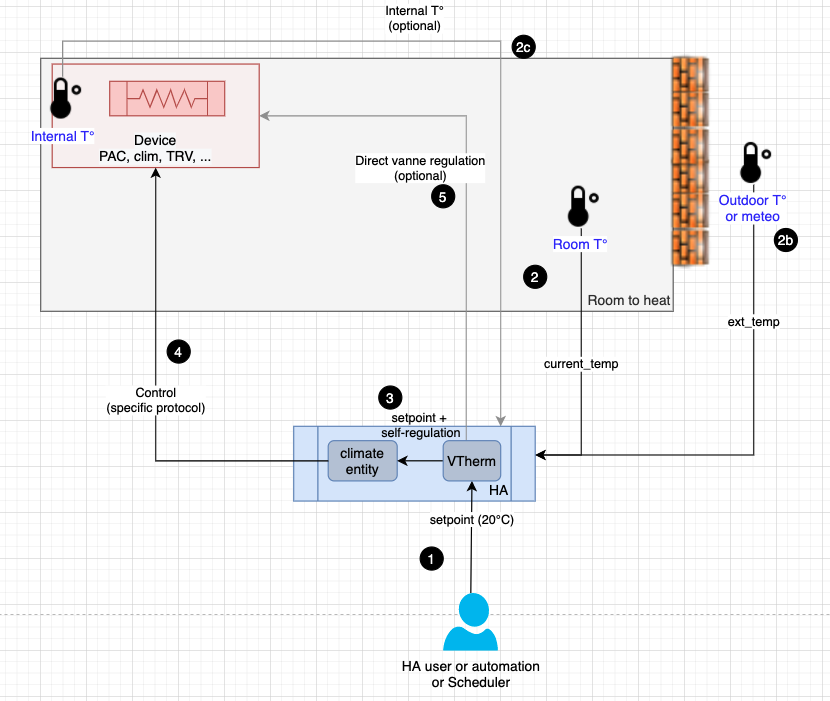 Internal T°
(optional)
2c
Internal T°
Device
PAC, clim, TRV, ...
Direct vanne regulation
(optional)
5
Room T°
Outdoor T°
or meteo
2b
2
Room to heat
ext_temp
4
current_temp
Control
(specific protocol)
3
setpoint +
self-regulation
climate
entity
VTherm
HA
setpoint (20°C)
1
HA user or automation
or Scheduler